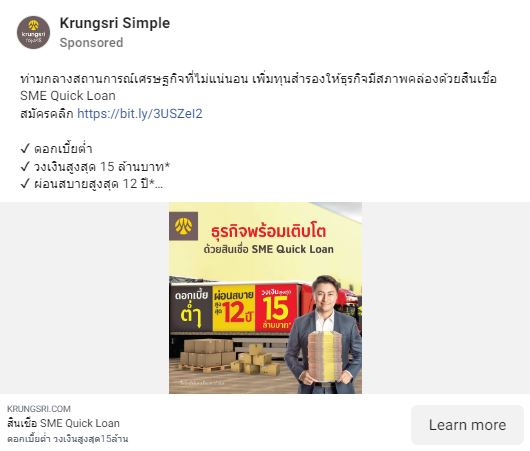 Krungsri Simple
Sponsored
krungsri
กรุงศรี
ท่ามกลางสถานการณ์เศรษฐกิจที่ไม่แน่นอน เพิ่มทุนสำรองให้ธุรกิจมีสภาพคล่องด้วยสินเชื่อ
SME Quick Loan
สมัครคลิก https://bit.ly/3USZeI2
✓ ดอกเบี้ยต่ำ
✓ วงเงินสูงสุด 15 ล้านบาท*
✓ ผ่อนสบายสูงสุด 12 ปี*...
ธุรกิจพร้อมเติบโต
ด้วยสินเชื่อ SME Quick Loan
ดอกเบี้ย
ต่ำ
ผ่อนสบาย
สูงสุด 12 ปี*
วงเงินสูงสุด
15
ล้านบาท*
KRUNGSRI.COM
สินเชื่อ SME Quick Loan
ดอกเบี้ยต่ำ วงเงินสูงสุด15ล้าน
Learn more